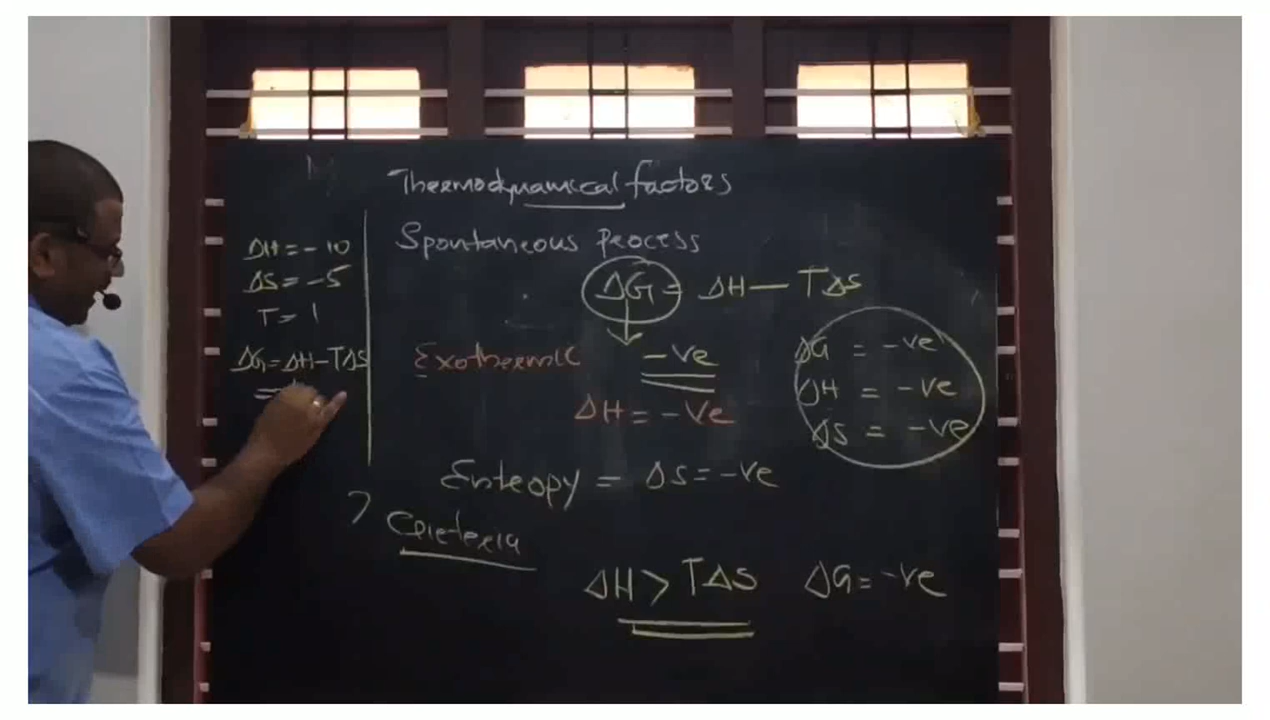 Thermodynamical factors
Spontaneous Process
ΔG = ΔH — TΔS
Exothermic
-ve
ΔH = -Ve
Entropy = ΔS = -ve
Criteria
ΔH > TΔS ΔG = -ve
ΔH = - 10
ΔS = -5
T = 1
ΔG = ΔH - TΔS
=
ΔG = -ve
ΔH = -ve
ΔS = -ve